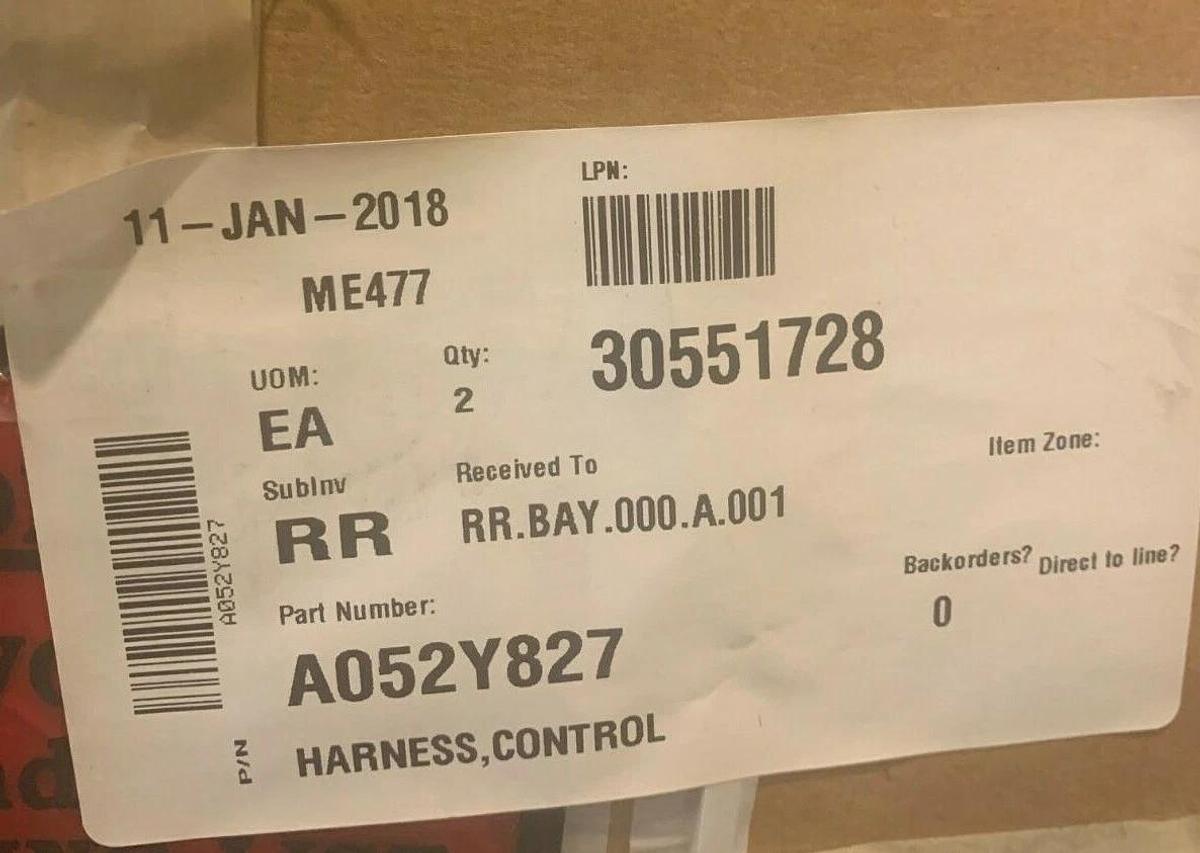 11-JAN-2018
LPN:
ME477
30551728
UOM:
Qty:
EA
2
SubInv
Received To
Item Zone:
RR
RR.BAY.000.A.001
Backorders? Direct to line?
0
Part Number:
A052Y827
HARNESS,CONTROL
A052Y827
P/N